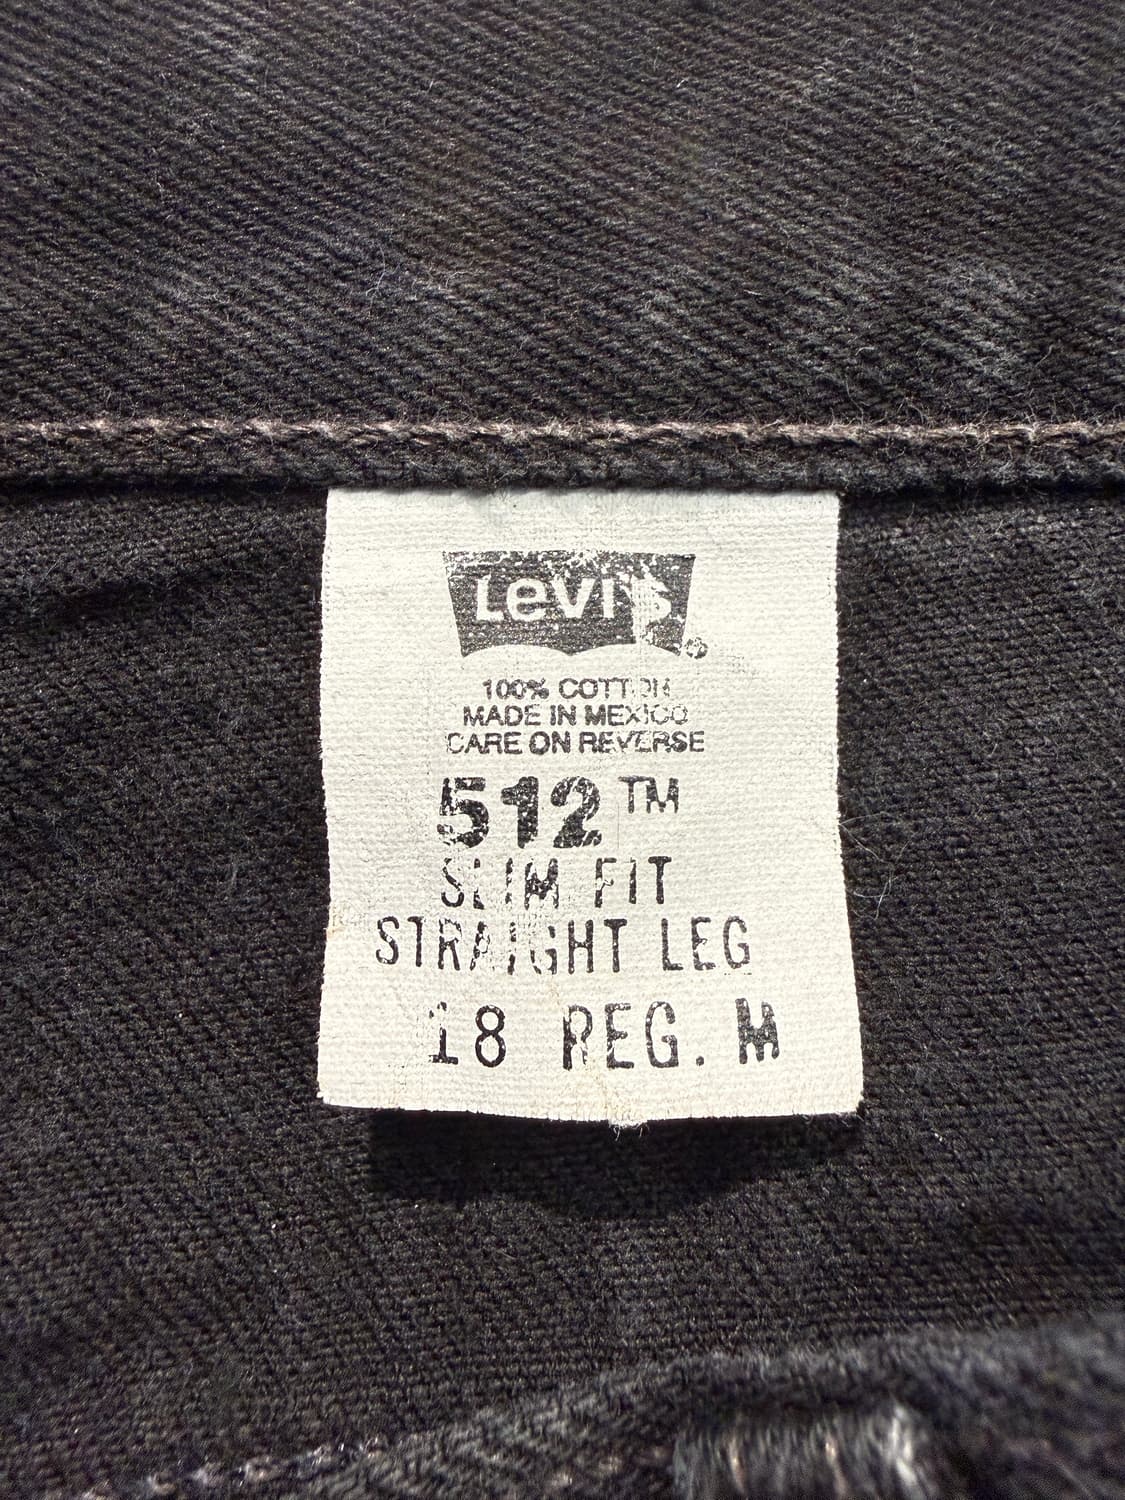 Levi's®
100% COTTON
MADE IN MEXICO
CARE ON REVERSE
512™
SLIM FIT
STRAIGHT LEG
18 REG. M